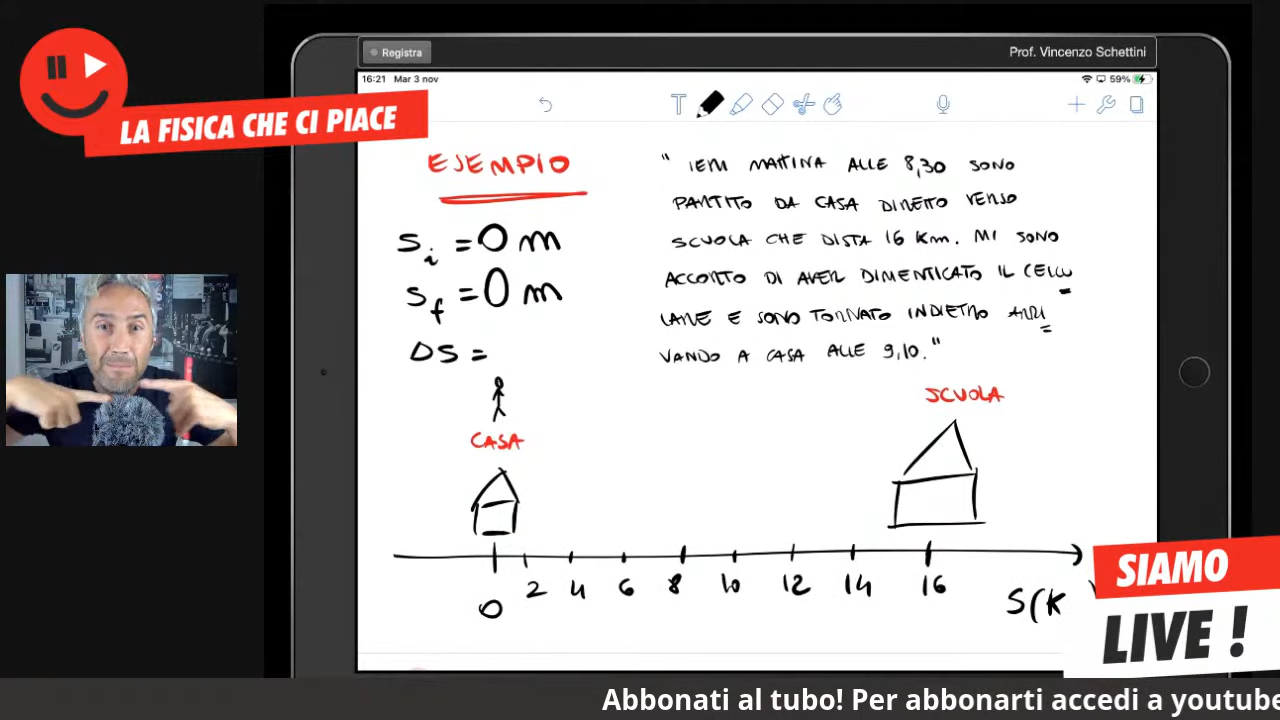 Registra
Prof. Vincenzo Schettini
16:21 Mar 3 nov
59%
LA FISICA CHE CI PIACE
T
ESEMPIO
Si = 0 m
Sf = 0 m
ΔS =
" IERI MATTINA ALLE 8,30 SONO
PARTITO DA CASA DIRETTO VERSO
SCUOLA CHE DISTA 16 Km. MI SONO
ACCORTO DI AVER DIMENTICATO IL CELLU
LARE E SONO TORNATO INDIETRO ARRI
VANDO A CASA ALLE 9,10."
CASA
SCUOLA
0 2 4 6 8 10 12 14 16
S(K
SIAMO
LIVE !
Abbonati al tubo! Per abbonarti accedi a youtube